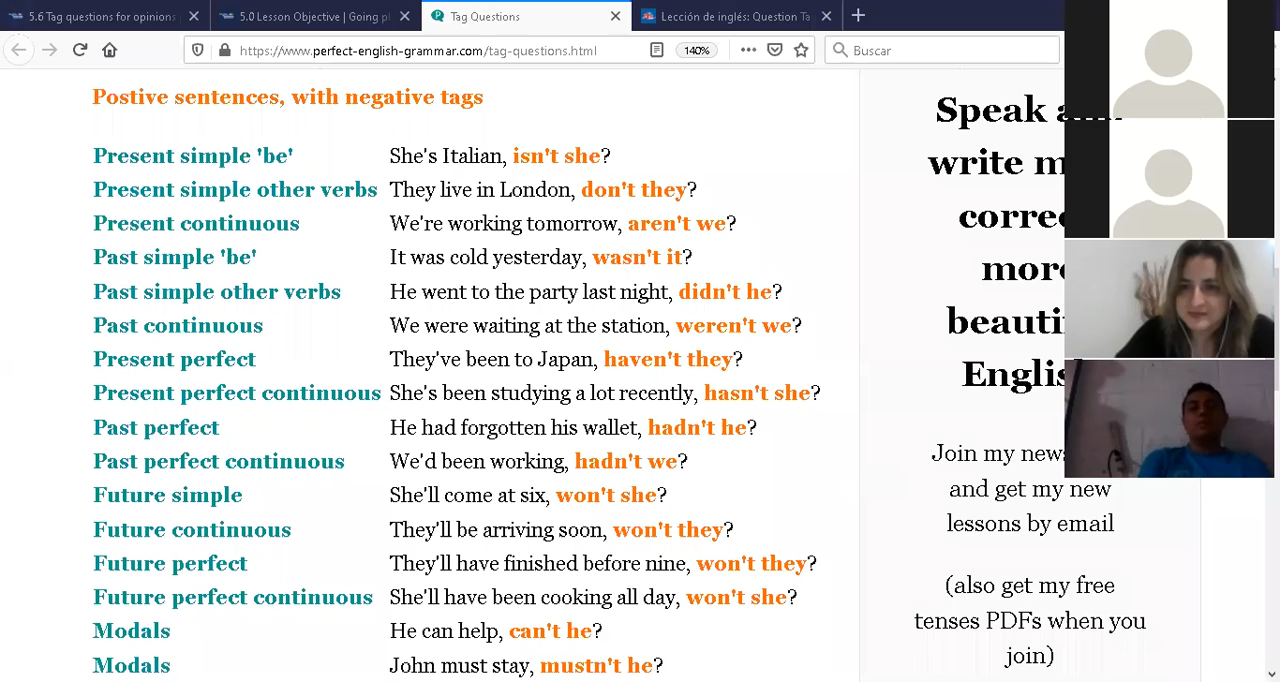 5.6 Tag questions for opinions
5.0 Lesson Objective | Going pl
Tag Questions
Lección de inglés: Question Ta
https://www.perfect-english-grammar.com/tag-questions.html
140%
Buscar
Postive sentences, with negative tags
Present simple 'be' She's Italian, isn't she?
Present simple other verbs They live in London, don't they?
Present continuous We're working tomorrow, aren't we?
Past simple 'be' It was cold yesterday, wasn't it?
Past simple other verbs He went to the party last night, didn't he?
Past continuous We were waiting at the station, weren't we?
Present perfect They've been to Japan, haven't they?
Present perfect continuous She's been studying a lot recently, hasn't she?
Past perfect He had forgotten his wallet, hadn't he?
Past perfect continuous We'd been working, hadn't we?
Future simple She'll come at six, won't she?
Future continuous They'll be arriving soon, won't they?
Future perfect They'll have finished before nine, won't they?
Future perfect continuous She'll have been cooking all day, won't she?
Modals He can help, can't he?
Modals John must stay, mustn't he?
Speak
write m
correc
more
beauti
Englis
Join my news
and get my new
lessons by email
(also get my free
tenses PDFs when you
join)